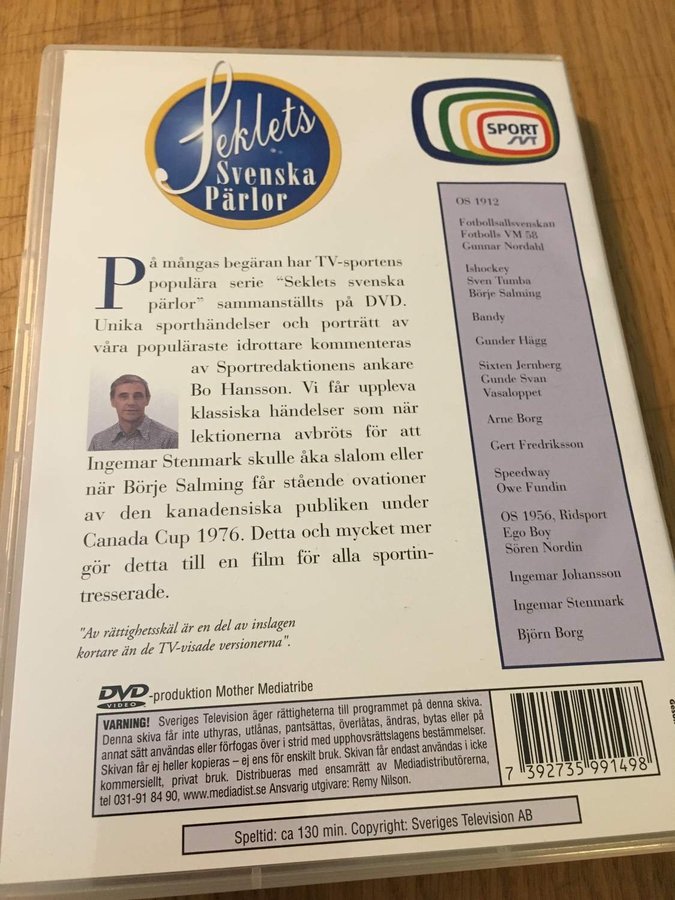 Seklets
Svenska
Pärlor
SPORT
SVT
På mångas begäran har TV-sportens
populära serie "Seklets svenska
pärlor" sammanställts på DVD.
Unika sporthändelser och porträtt av
våra populäraste idrottare kommenteras
av Sportredaktionens ankare
Bo Hansson. Vi får uppleva
klassiska händelser som när
lektionerna avbröts för att
Ingemar Stenmark skulle åka slalom eller
när Börje Salming får stående ovationer
av den kanadensiska publiken under
Canada Cup 1976. Detta och mycket mer
gör detta till en film för alla sportin-
tresserade.
"Av rättighetsskäl är en del av inslagen
kortare än de TV-visade versionerna".
OS 1912
Fotbollsallsvenskan
Fotbolls VM 58
Gunnar Nordahl
Ishockey
Sven Tumba
Börje Salming
Bandy
Gunder Hägg
Sixten Jernberg
Gunde Svan
Vasaloppet
Arne Borg
Gert Fredriksson
Speedway
Owe Fundin
OS 1956, Ridsport
Ego Boy
Sören Nordin
Ingemar Johansson
Ingemar Stenmark
Björn Borg
DVD VIDEO -produktion Mother Mediatribe
VARNING! Sveriges Television äger rättigheterna till programmet på denna skiva.
Denna skiva får inte uthyras, utlånas, pantsättas, överlåtas, ändras, bytas eller på
annat sätt användas eller förfogas över i strid med upphovsrättslagens bestämmelser.
Skivan får ej heller kopieras – ej ens för enskilt bruk. Skivan får endast användas i icke
kommersiellt, privat bruk. Distribueras med ensamrätt av Mediadistributörerna,
tel 031-91 84 90, www.mediadist.se Ansvarig utgivare: Remy Nilson.
7 392735 991498
Speltid: ca 130 min. Copyright: Sveriges Television AB